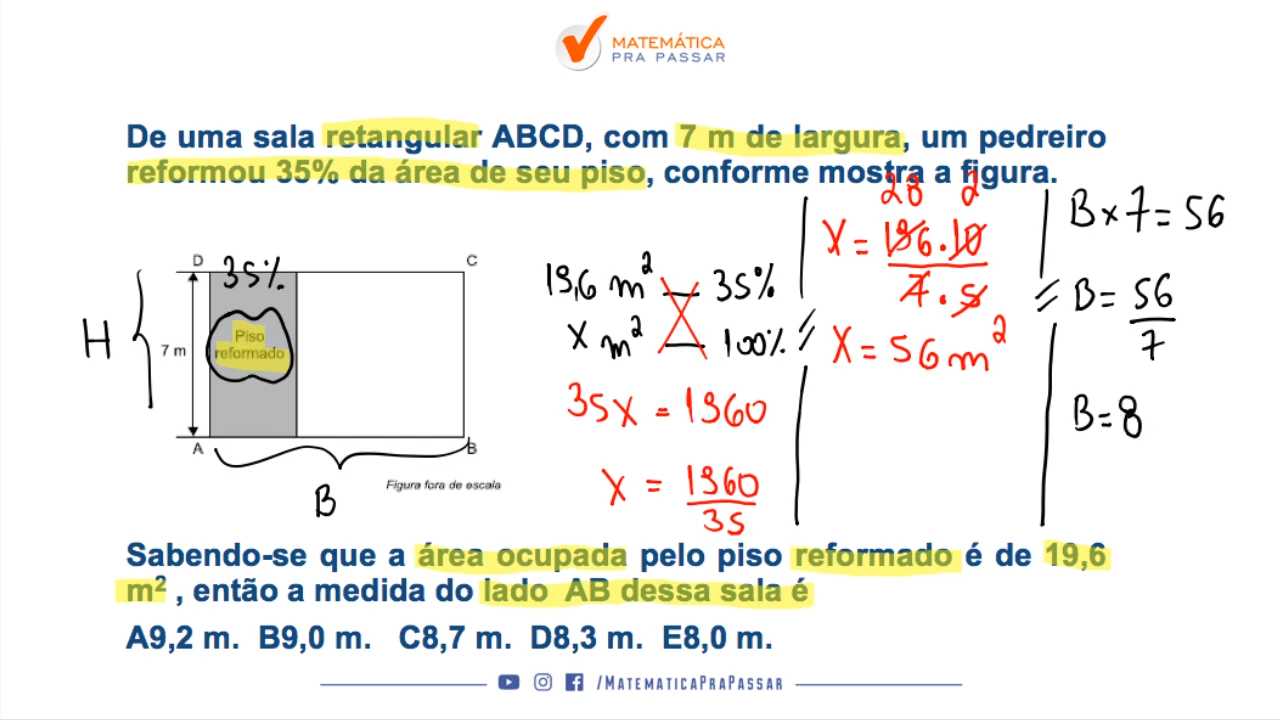 MATEMÁTICA
PRA PASSAR
De uma sala retangular ABCD, com 7 m de largura, um pedreiro
reformou 35% da área de seu piso, conforme mostra a figura.
D
C
35%
H
7 m
Piso
reformado
A
B
B
Figura fora de escala
19,6 m² — 35%
x m² — 100%
35x = 1960
x = 1960
35
28 2
x = 196 . 10
7 . 5
x = 56 m²
B x 7 = 56
B = 56
7
B = 8
Sabendo-se que a área ocupada pelo piso reformado é de 19,6
m² , então a medida do lado AB dessa sala é
A9,2 m. B9,0 m. C8,7 m. D8,3 m. E8,0 m.
/MATEMATICAPRAPASSAR